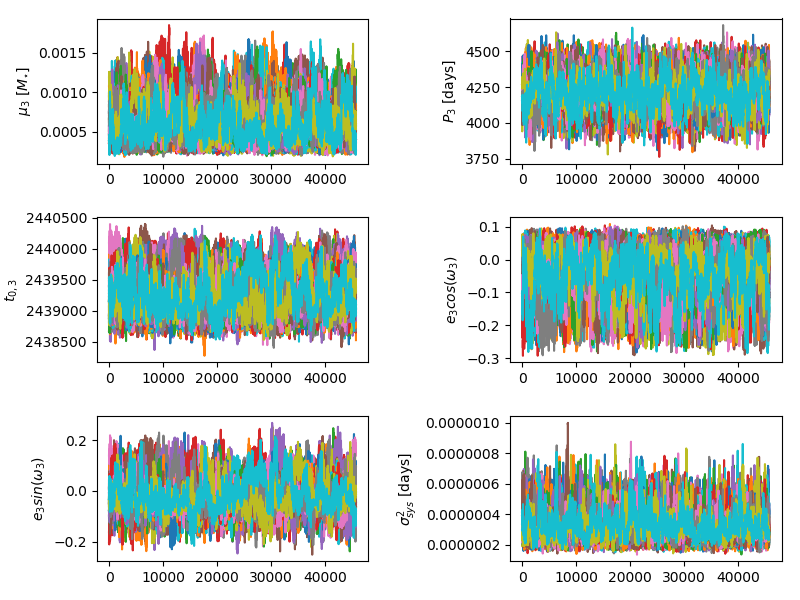 μ₃ [M⋆]
0.0015
0.0010
0.0005
0 10000 20000 30000 40000
P₃ [days]
4500
4250
4000
3750
0 10000 20000 30000 40000
t₀,₃
2440500
2440000
2439500
2439000
2438500
0 10000 20000 30000 40000
e₃cos(ω₃)
0.1
0.0
−0.1
−0.2
−0.3
0 10000 20000 30000 40000
e₃sin(ω₃)
0.2
0.0
−0.2
0 10000 20000 30000 40000
σ²sys [days]
0.0000010
0.0000008
0.0000006
0.0000004
0.0000002
0 10000 20000 30000 40000